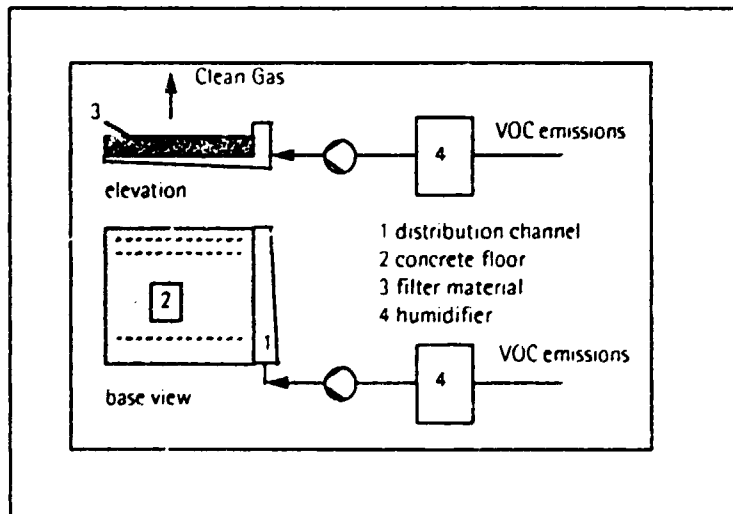 Clean Gas
3
VOC emissions
4
elevation
1 distribution channel
2 concrete floor
3 filter material
4 humidifier
2
1
VOC emissions
4
base view